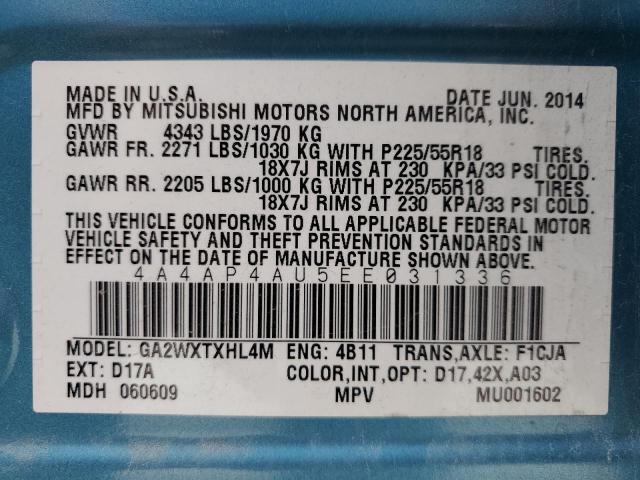 MADE IN U.S.A. DATE JUN. 2014
MFD BY MITSUBISHI MOTORS NORTH AMERICA, INC.
GVWR 4343 LBS/1970 KG
GAWR FR. 2271 LBS/1030 KG WITH P225/55R18 TIRES.
18X7J RIMS AT 230 KPA/33 PSI COLD.
GAWR RR. 2205 LBS/1000 KG WITH P225/55R18 TIRES.
18X7J RIMS AT 230 KPA/33 PSI COLD.
THIS VEHICLE CONFORMS TO ALL APPLICABLE FEDERAL MOTOR
VEHICLE SAFETY AND THEFT PREVENTION STANDARDS IN
EFFECT ON THE DATE OF MANUFACTURE SHOWN ABOVE.
4A4AP4AU5EE031336
MODEL: GA2WXTXHL4M ENG: 4B11 TRANS,AXLE: F1CJA
EXT: D17A COLOR,INT,OPT: D17,42X,A03
MDH 060609 MPV MU001602